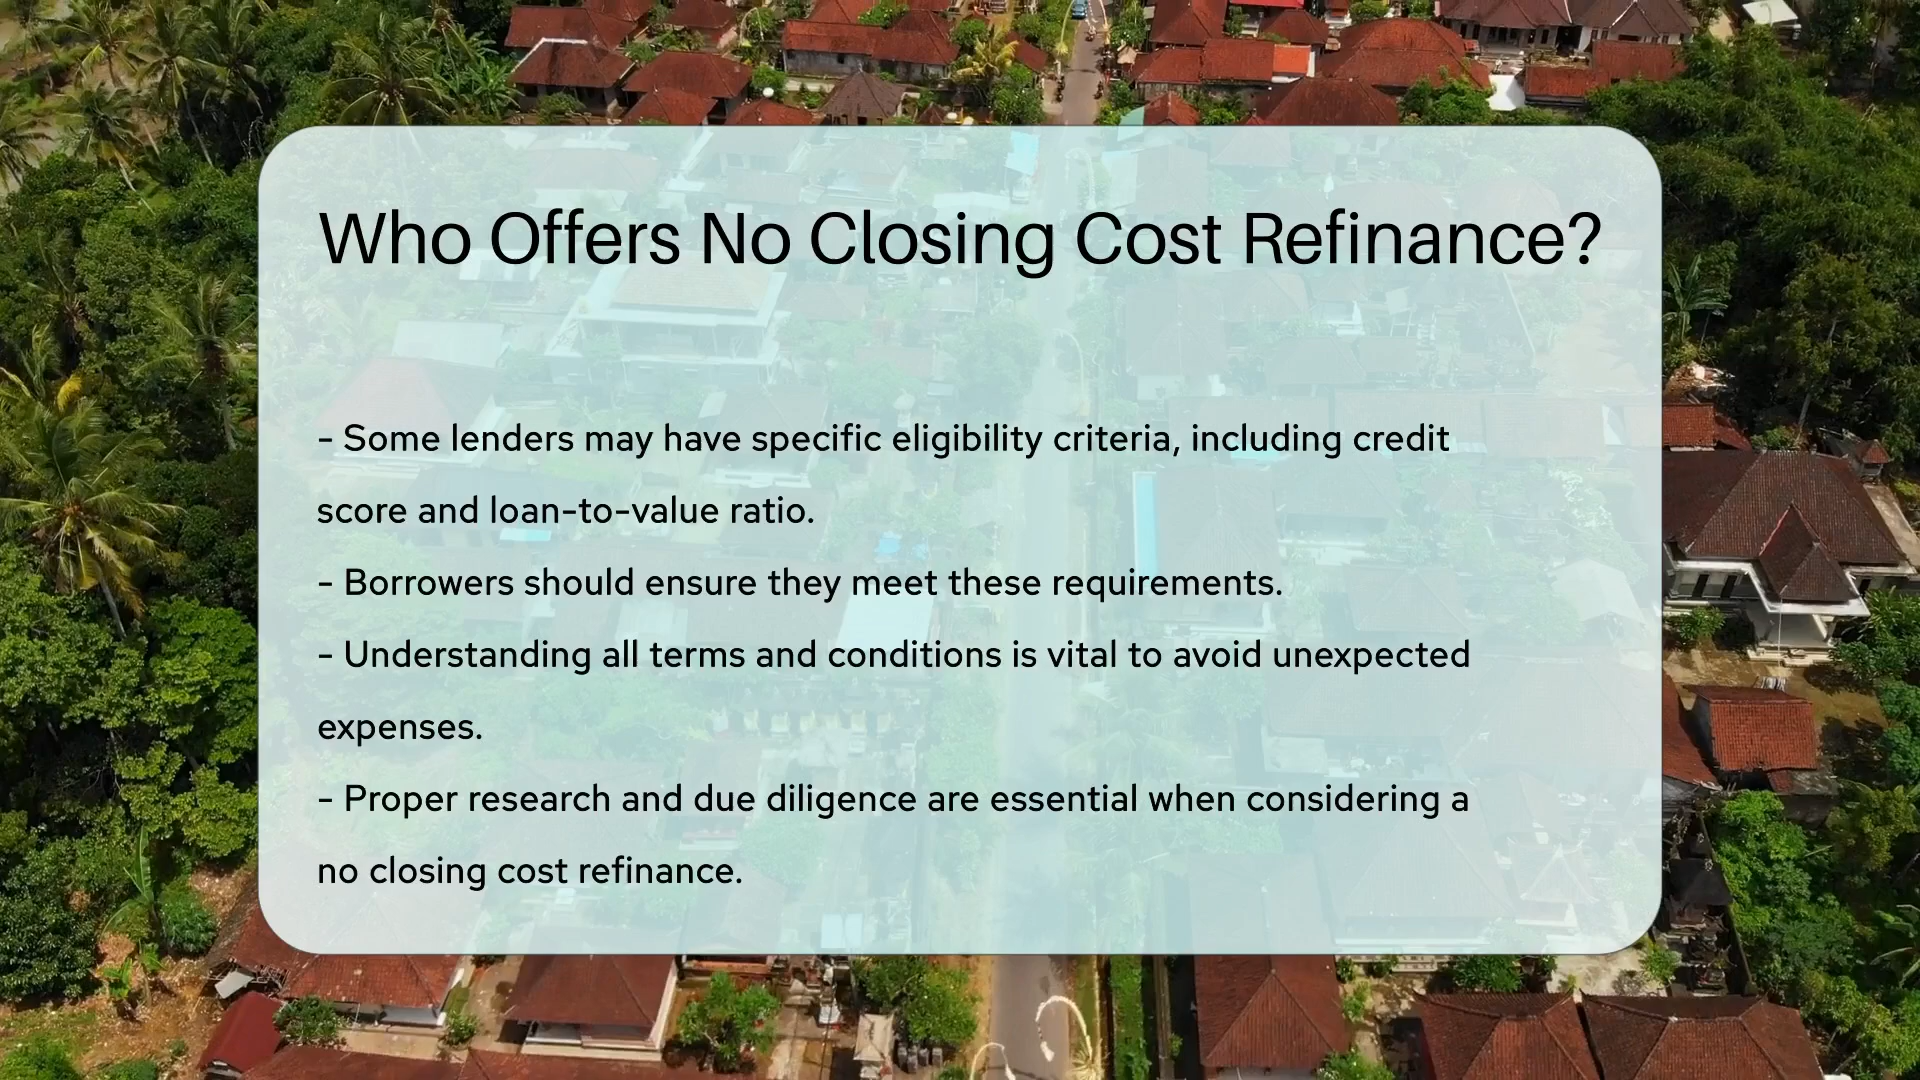 Who Offers No Closing Cost Refinance?
- Some lenders may have specific eligibility criteria, including credit
score and loan-to-value ratio.
- Borrowers should ensure they meet these requirements.
- Understanding all terms and conditions is vital to avoid unexpected
expenses.
- Proper research and due diligence are essential when considering a
no closing cost refinance.